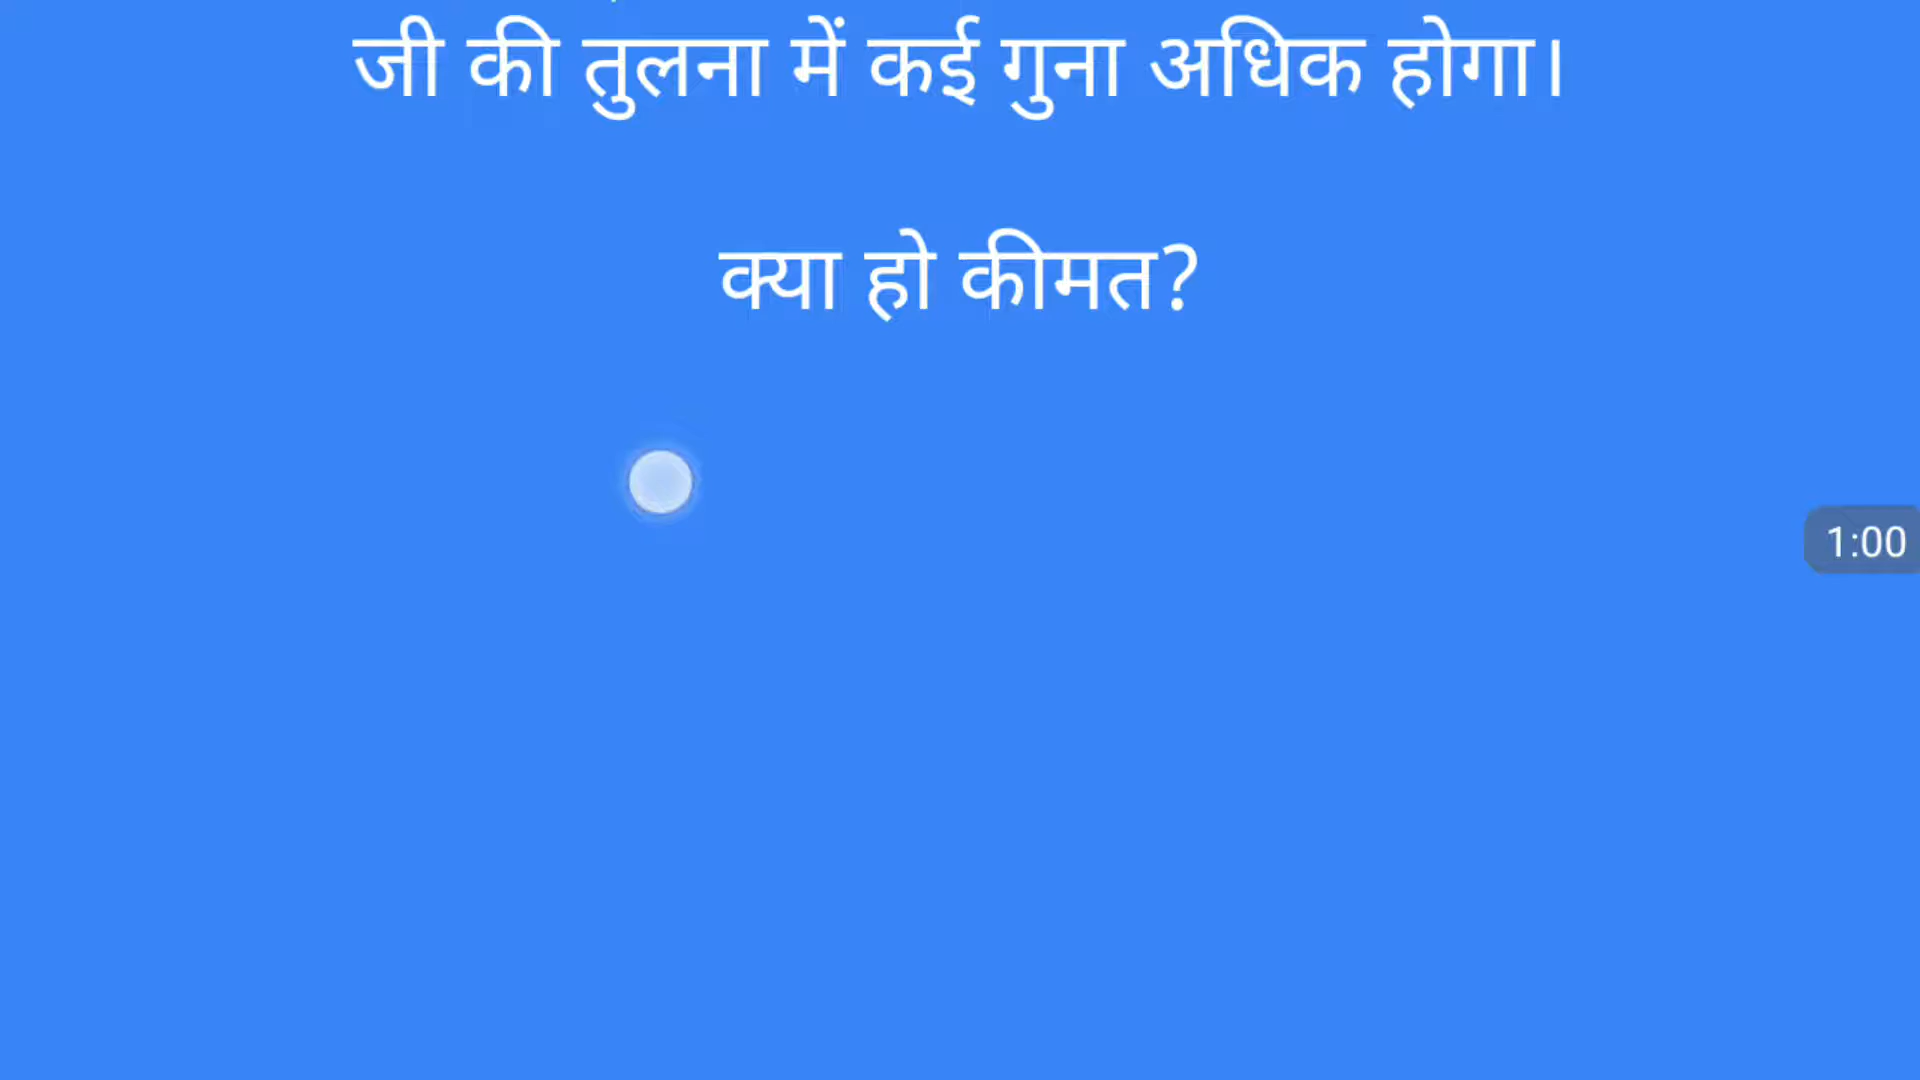 जी की तुलना में कई गुना अधिक होगा।
क्या हो कीमत?
1:00